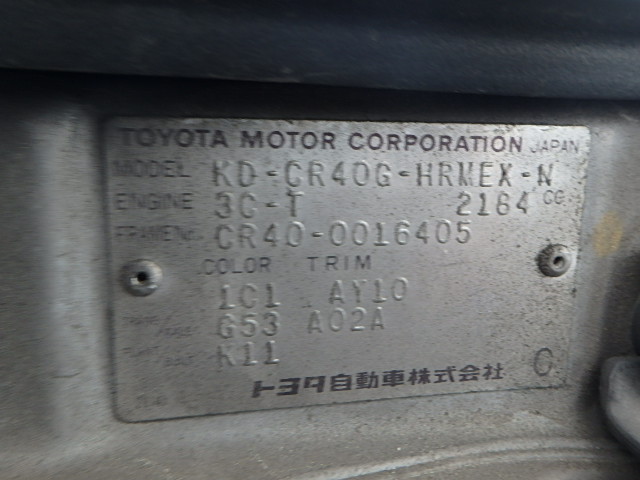 TOYOTA MOTOR CORPORATION JAPAN
MODEL KD-CR40G-HRMEX-N
ENGINE 3C-T 2184 CC
FRAME No. CR40-0016405
COLOR TRIM
1C1 AY10
G53 A02A
K11
トヨタ自動車株式会社 C